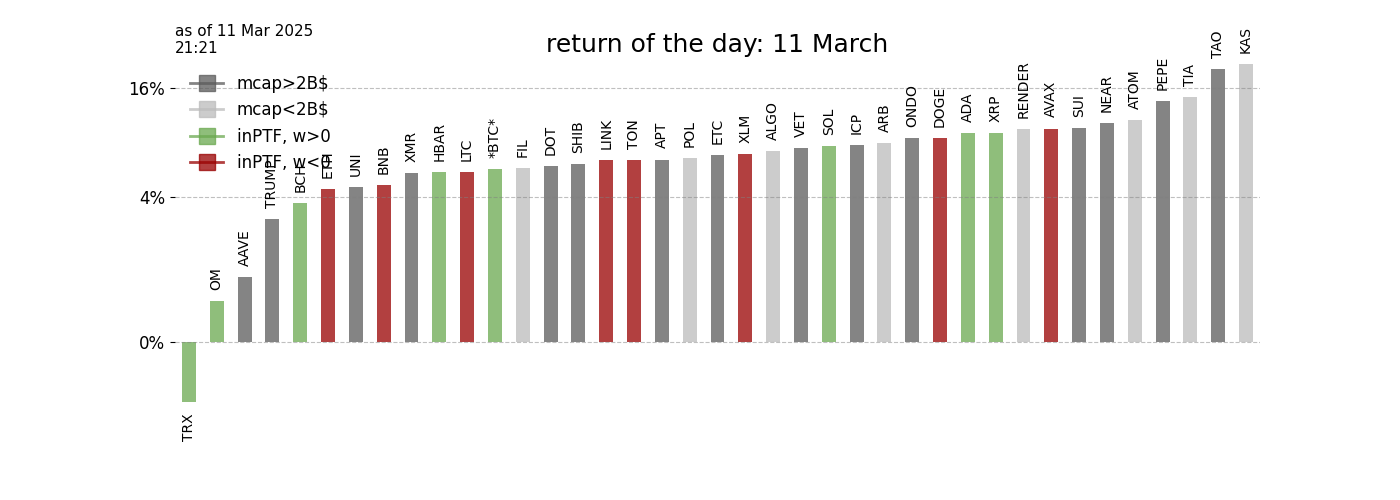 as of 11 Mar 2025
21:21
return of the day: 11 March
mcap>2B$
mcap<2B$
inPTF, w>0
inPTF, w<0
16%
4%
0%
TRX
OM
AAVE
TRUMP
BCH
ETH
UNI
BNB
XMR
HBAR
LTC
*BTC*
FIL
DOT
SHIB
LINK
TON
APT
POL
ETC
XLM
ALGO
VET
SOL
ICP
ARB
ONDO
DOGE
ADA
XRP
RENDER
AVAX
SUI
NEAR
ATOM
PEPE
TIA
TAO
KAS